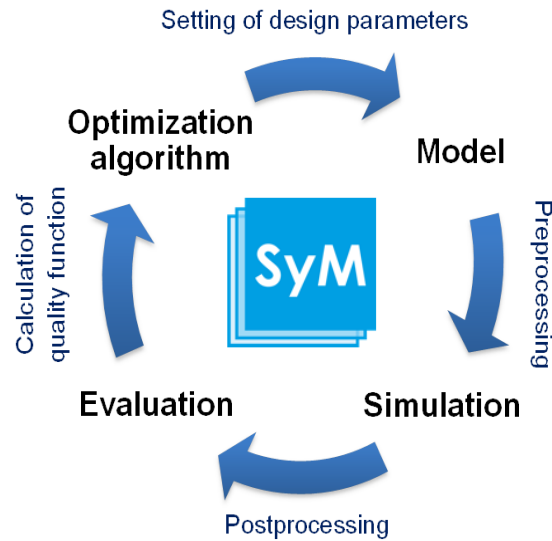 Setting of design parameters
Optimization
algorithm
Model
Preprocessing
Simulation
Postprocessing
Evaluation
Calculation of
quality function
SyM